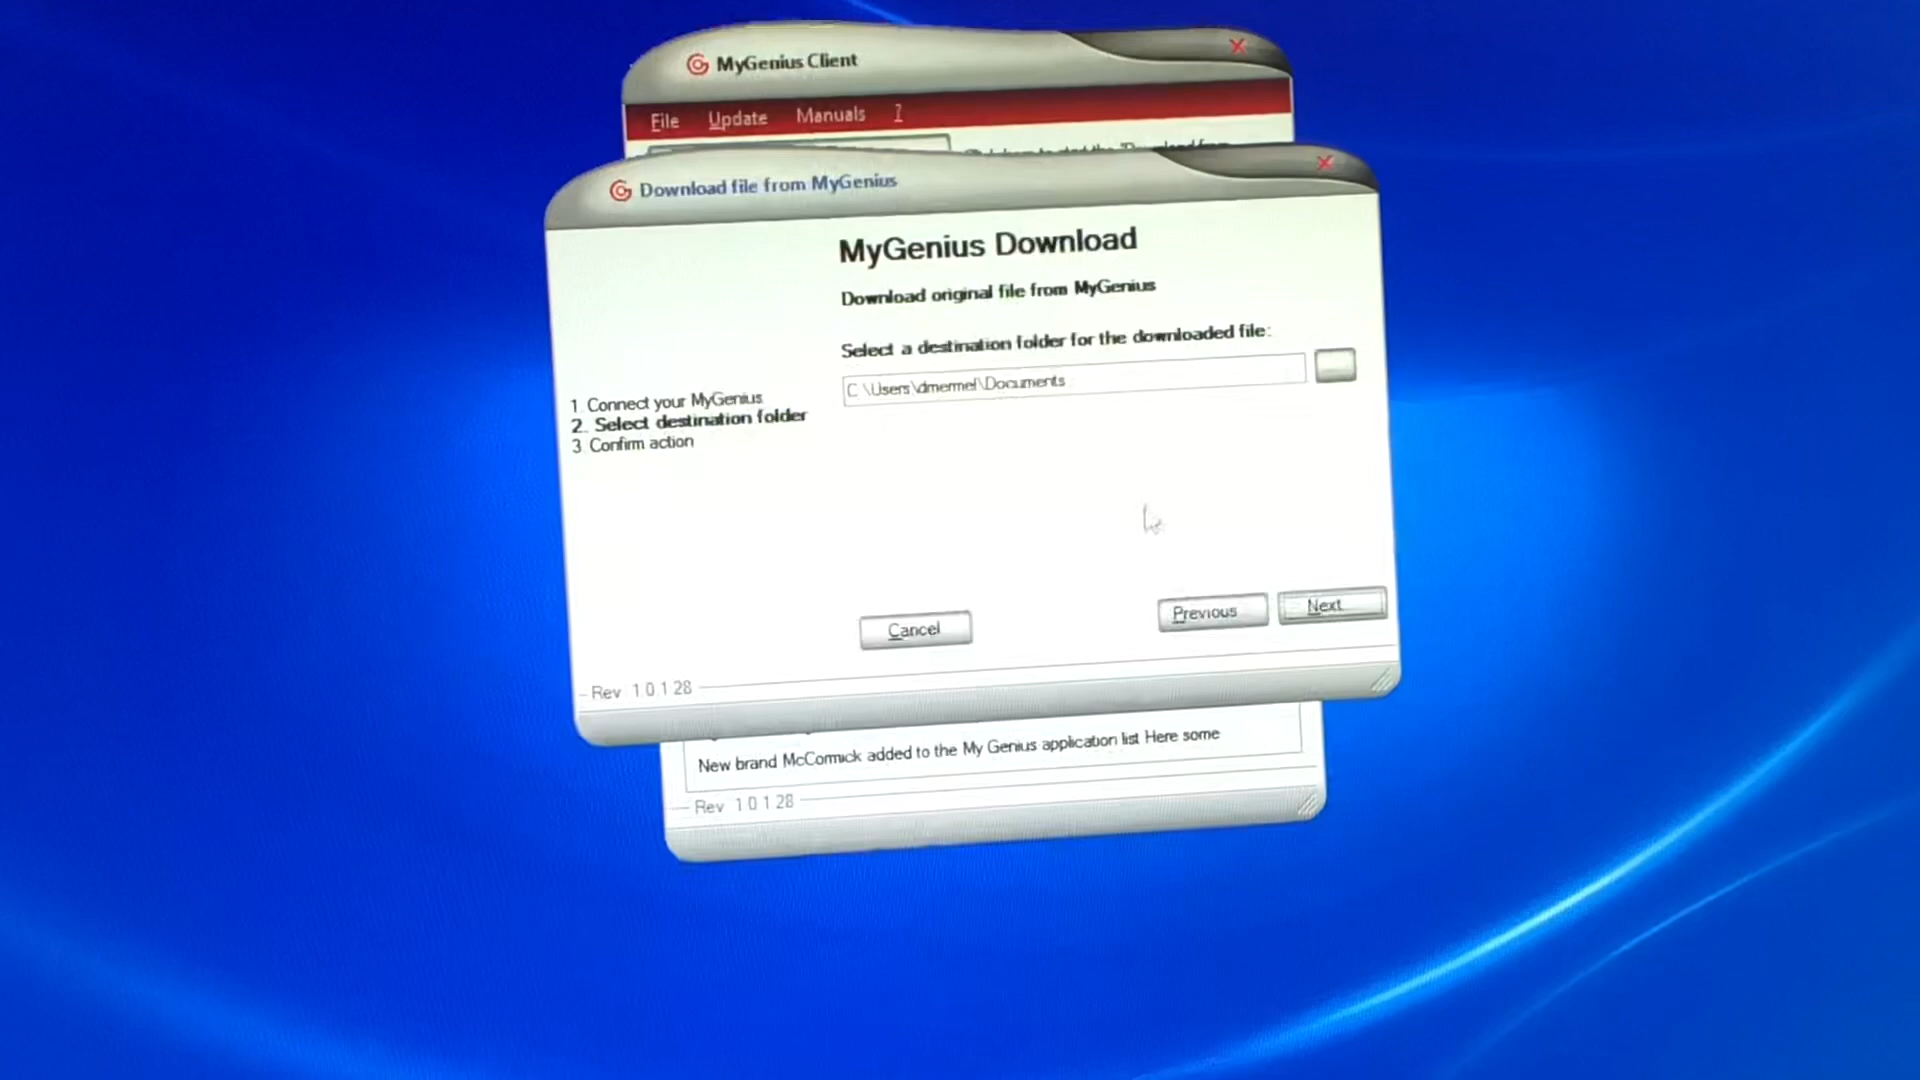 MyGenius Client
File Update Manuals ?
Download file from MyGenius
MyGenius Download
Download original file from MyGenius
Select a destination folder for the downloaded file:
C:\Users\dmermel\Documents
1. Connect your MyGenius
2. Select destination folder
3. Confirm action
Cancel
Previous
Next
Rev 1.0.1.28
New brand McCormick added to the My Genius application list Here some
Rev 1.0.1.28